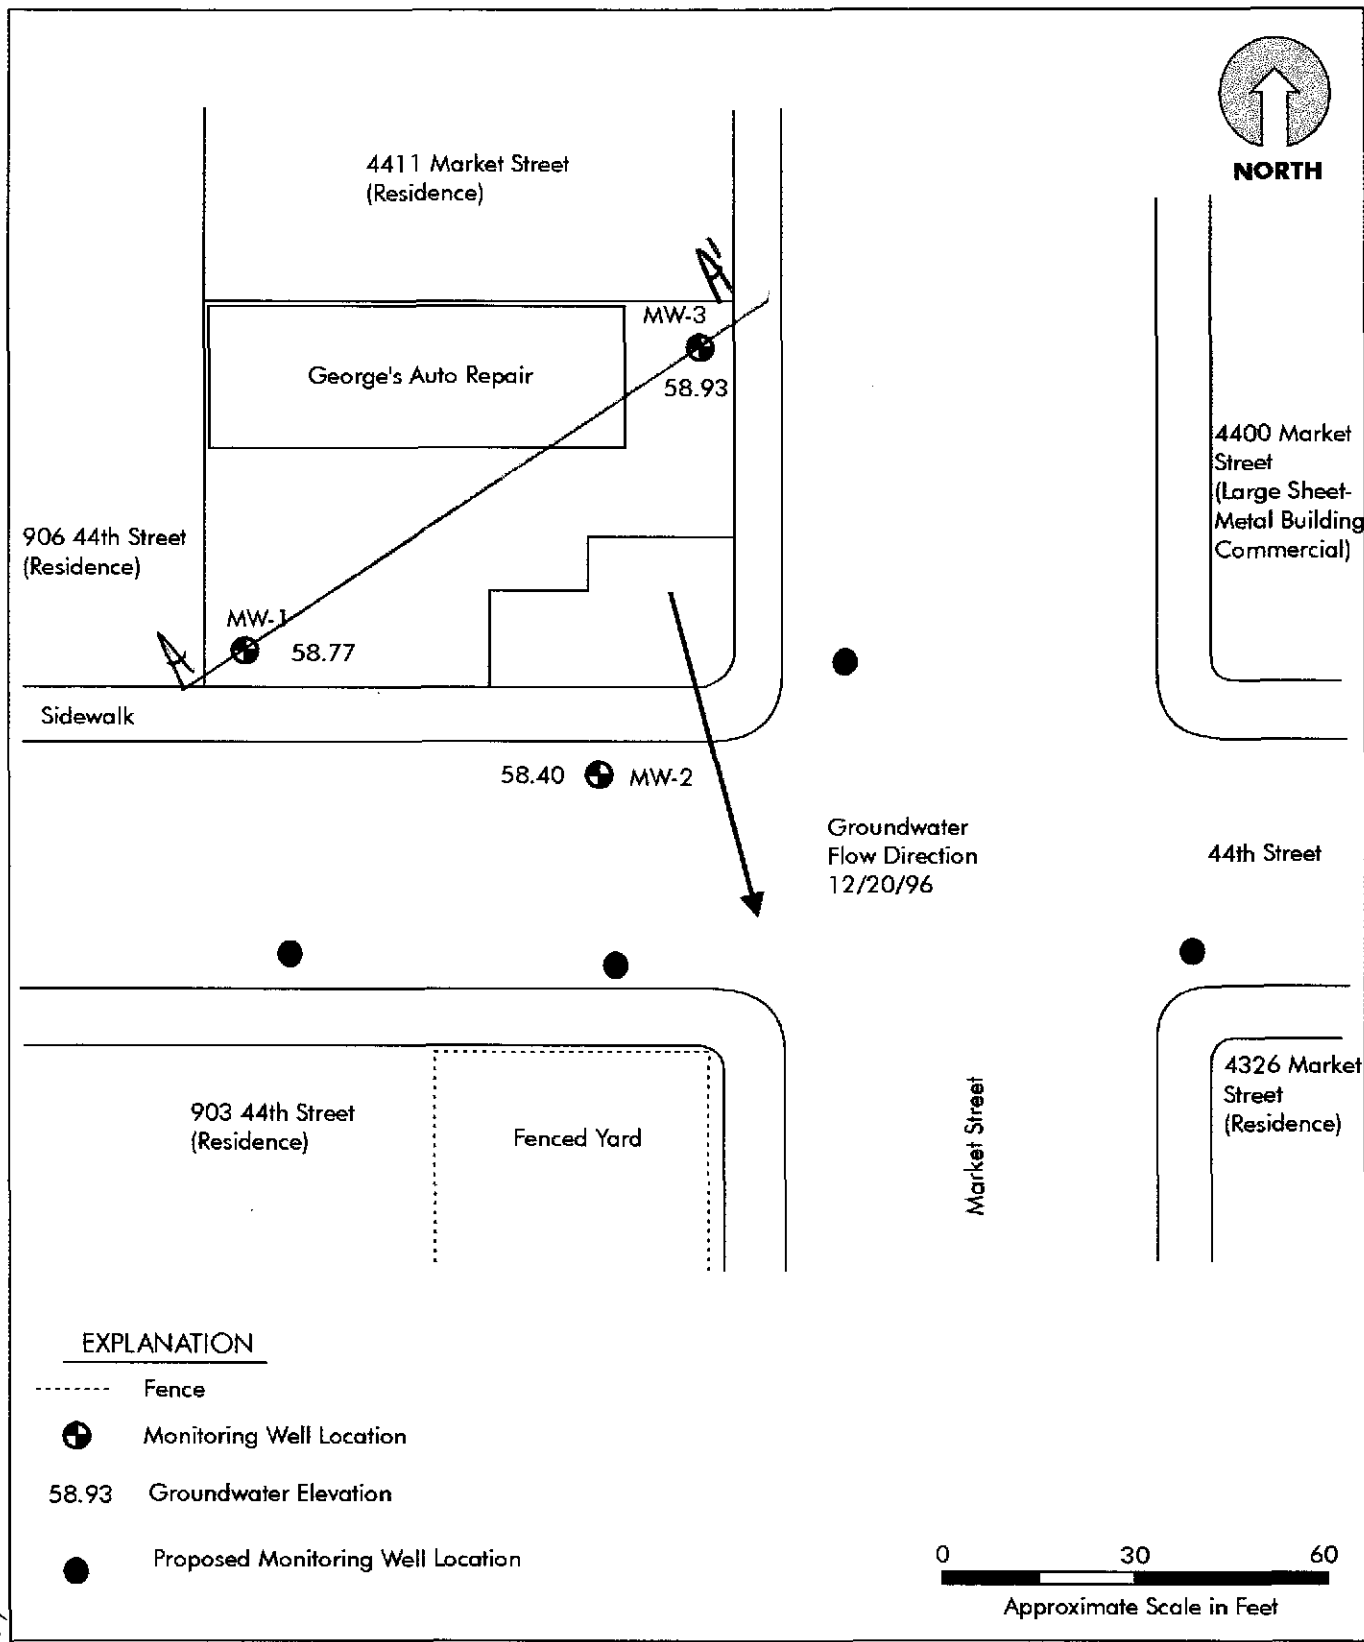 NORTH
4411 Market Street
(Residence)
A''
MW-3
58.93
George's Auto Repair
4400 Market
Street
(Large Sheet-
Metal Building
Commercial)
906 44th Street
(Residence)
MW-1
58.77
A'
Sidewalk
58.40
MW-2
Groundwater
Flow Direction
12/20/96
44th Street
903 44th Street
(Residence)
Fenced Yard
Market Street
4326 Market
Street
(Residence)
EXPLANATION
Fence
Monitoring Well Location
58.93 Groundwater Elevation
Proposed Monitoring Well Location
0 30 60
Approximate Scale in Feet